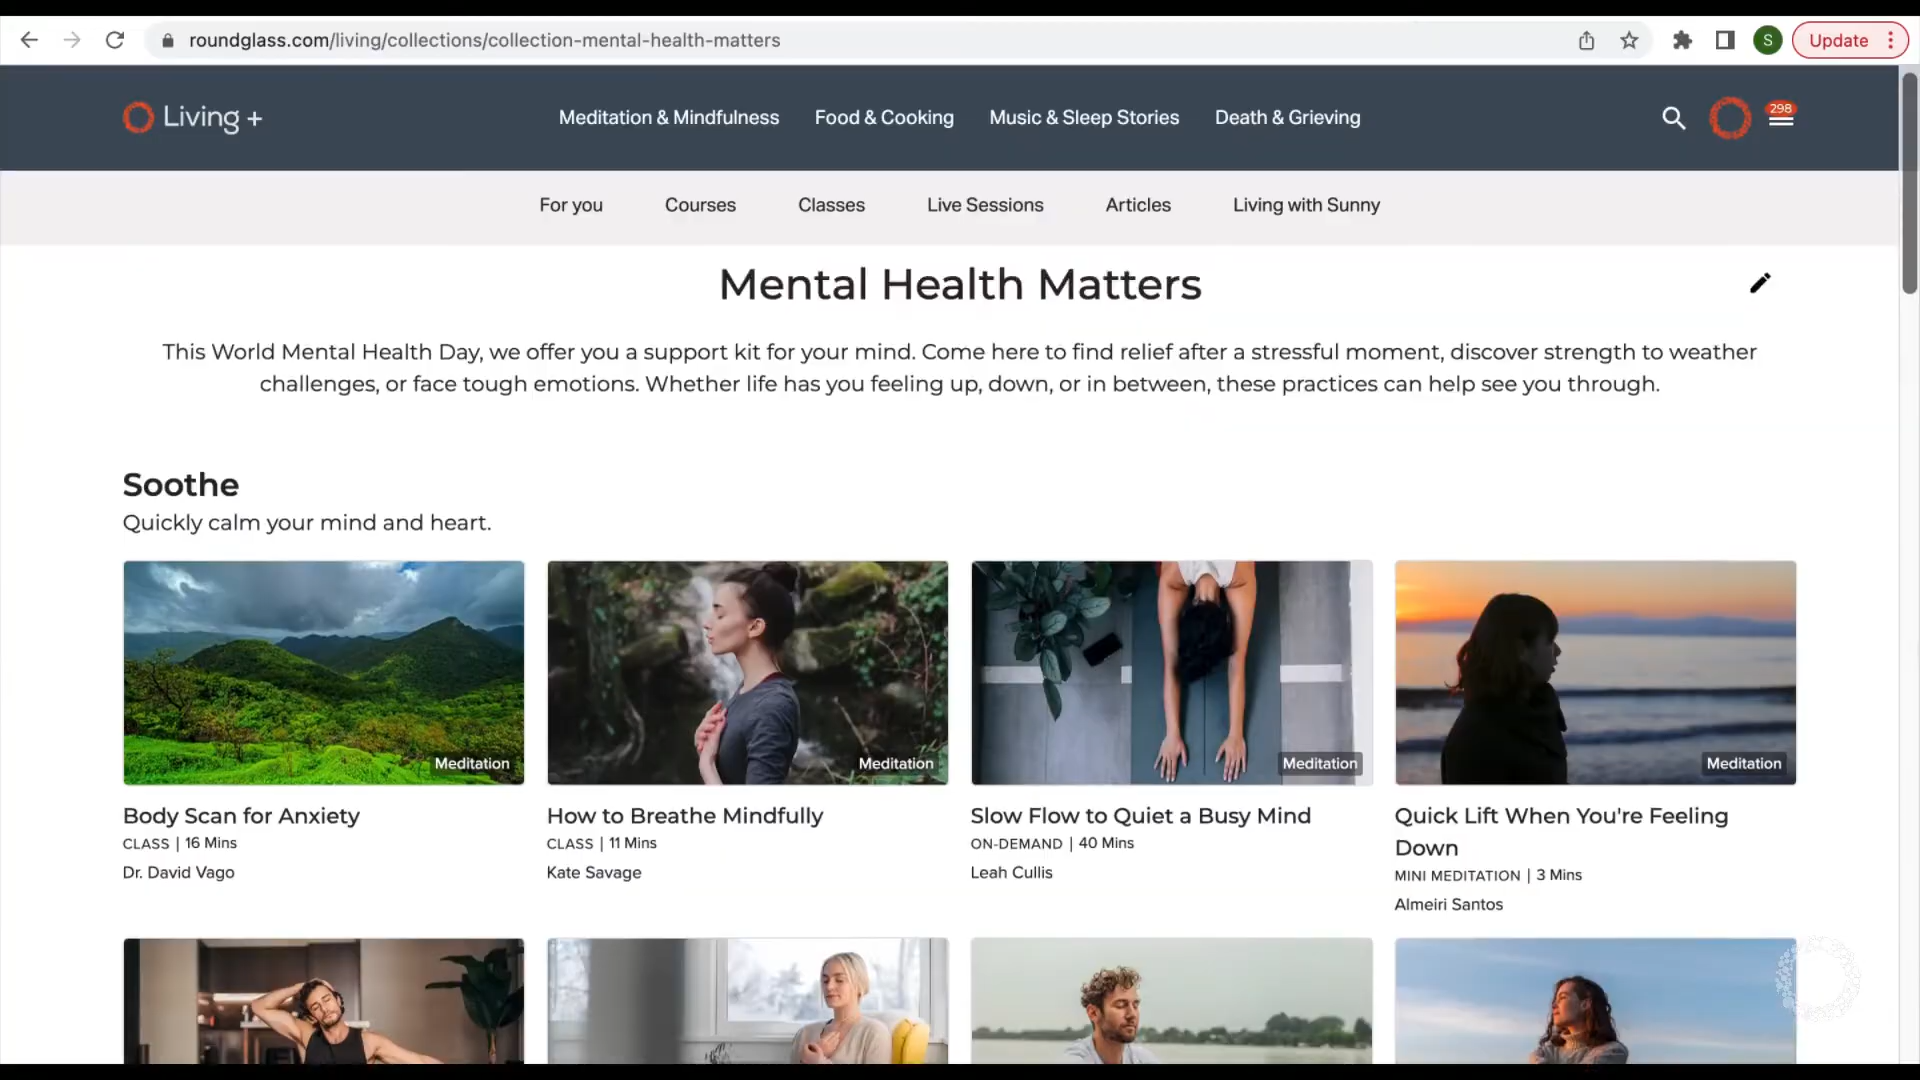 roundglass.com/living/collections/collection-mental-health-matters
S
Update
Living +
Meditation & Mindfulness
Food & Cooking
Music & Sleep Stories
Death & Grieving
298
For you
Courses
Classes
Live Sessions
Articles
Living with Sunny
Mental Health Matters
This World Mental Health Day, we offer you a support kit for your mind. Come here to find relief after a stressful moment, discover strength to weather
challenges, or face tough emotions. Whether life has you feeling up, down, or in between, these practices can help see you through.
Soothe
Quickly calm your mind and heart.
Meditation
Meditation
Meditation
Meditation
Body Scan for Anxiety
CLASS | 16 Mins
Dr. David Vago
How to Breathe Mindfully
CLASS | 11 Mins
Kate Savage
Slow Flow to Quiet a Busy Mind
ON-DEMAND | 40 Mins
Leah Cullis
Quick Lift When You're Feeling
Down
MINI MEDITATION | 3 Mins
Almeiri Santos